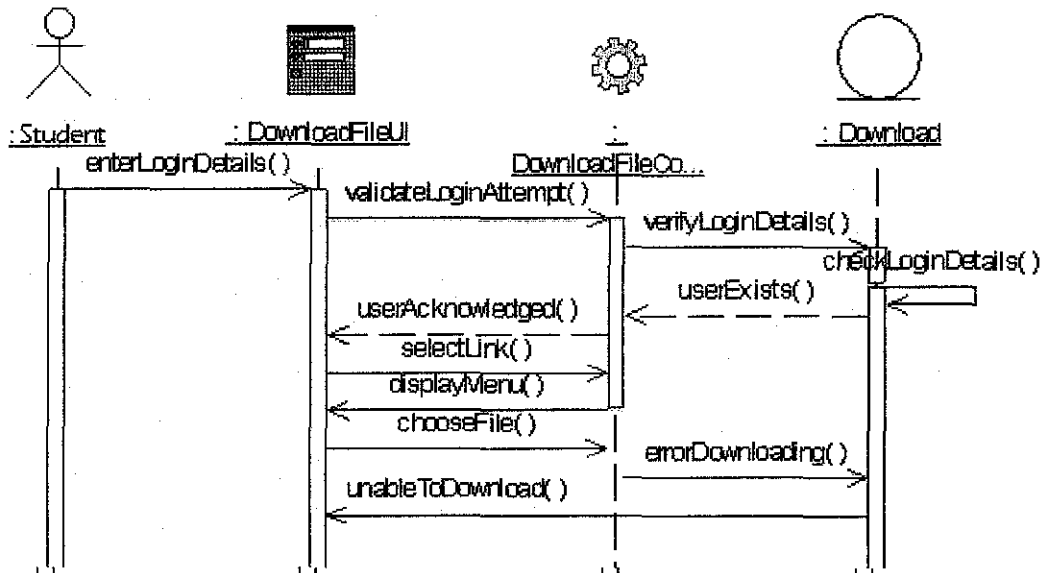 : Student
: DownloadFileUI
:
DownloadFileCo...
: Download
enterLoginDetails( )
validateLoginAttempt( )
verifyLoginDetails( )
checkLoginDetails( )
userExists( )
userAcknowledged( )
selectLink( )
displayMenu( )
chooseFile( )
errorDownloading( )
unableToDownload( )